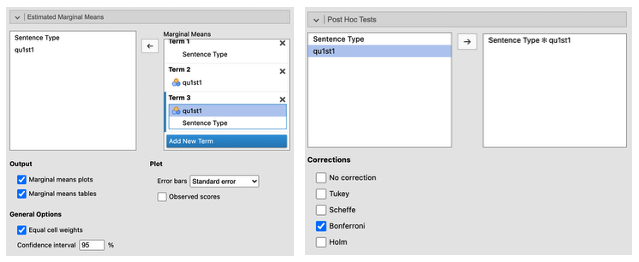 Estimated Marginal Means
Marginal Means
Sentence Type
qu1st1
Term 1
Sentence Type
Term 2
qu1st1
Term 3
qu1st1
Sentence Type
Add New Term
Output
Marginal means plots
Marginal means tables
General Options
Equal cell weights
Confidence interval 95 %
Plot
Error bars Standard error
Observed scores
Post Hoc Tests
Sentence Type
qu1st1
Sentence Type ✻ qu1st1
Corrections
No correction
Tukey
Scheffe
Bonferroni
Holm